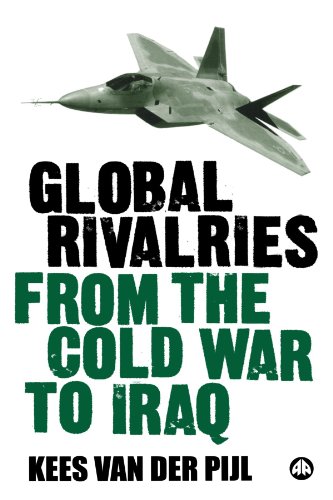 GLOBAL
RIVALRIES
FROM THE
COLD WAR
TO IRAQ
KEES VAN DER PIJL